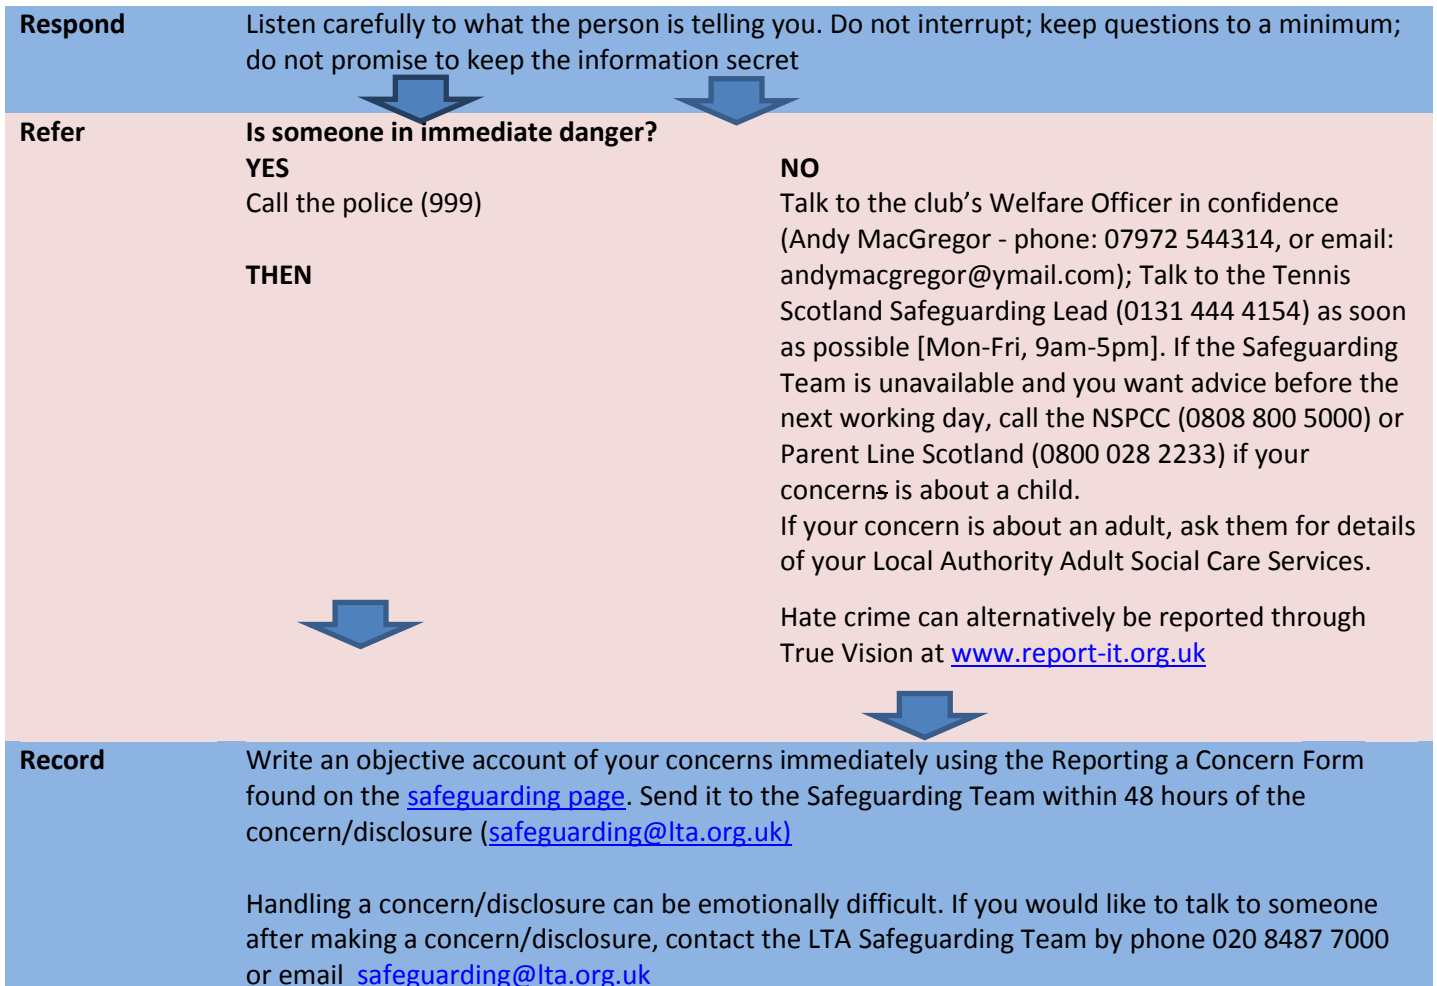 Respond
Listen carefully to what the person is telling you. Do not interrupt; keep questions to a minimum;
do not promise to keep the information secret
Refer
Is someone in immediate danger?
YES
Call the police (999)
THEN
NO
Talk to the club’s Welfare Officer in confidence
(Andy MacGregor - phone: 07972 544314, or email:
andymacgregor@ymail.com); Talk to the Tennis
Scotland Safeguarding Lead (0131 444 4154) as soon
as possible [Mon-Fri, 9am-5pm]. If the Safeguarding
Team is unavailable and you want advice before the
next working day, call the NSPCC (0808 800 5000) or
Parent Line Scotland (0800 028 2233) if your
concerns is about a child.
If your concern is about an adult, ask them for details
of your Local Authority Adult Social Care Services.
Hate crime can alternatively be reported through
True Vision at www.report-it.org.uk
Record
Write an objective account of your concerns immediately using the Reporting a Concern Form
found on the safeguarding page. Send it to the Safeguarding Team within 48 hours of the
concern/disclosure (safeguarding@lta.org.uk)
Handling a concern/disclosure can be emotionally difficult. If you would like to talk to someone
after making a concern/disclosure, contact the LTA Safeguarding Team by phone 020 8487 7000
or email safeguarding@lta.org.uk